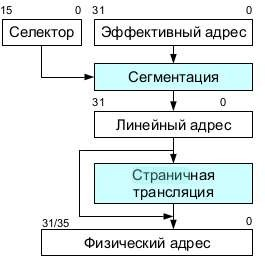 15 0 31 0
Селектор Эффективный адрес
Сегментация
31 0
Линейный адрес
Страничная
трансляция
31/35 0
Физический адрес